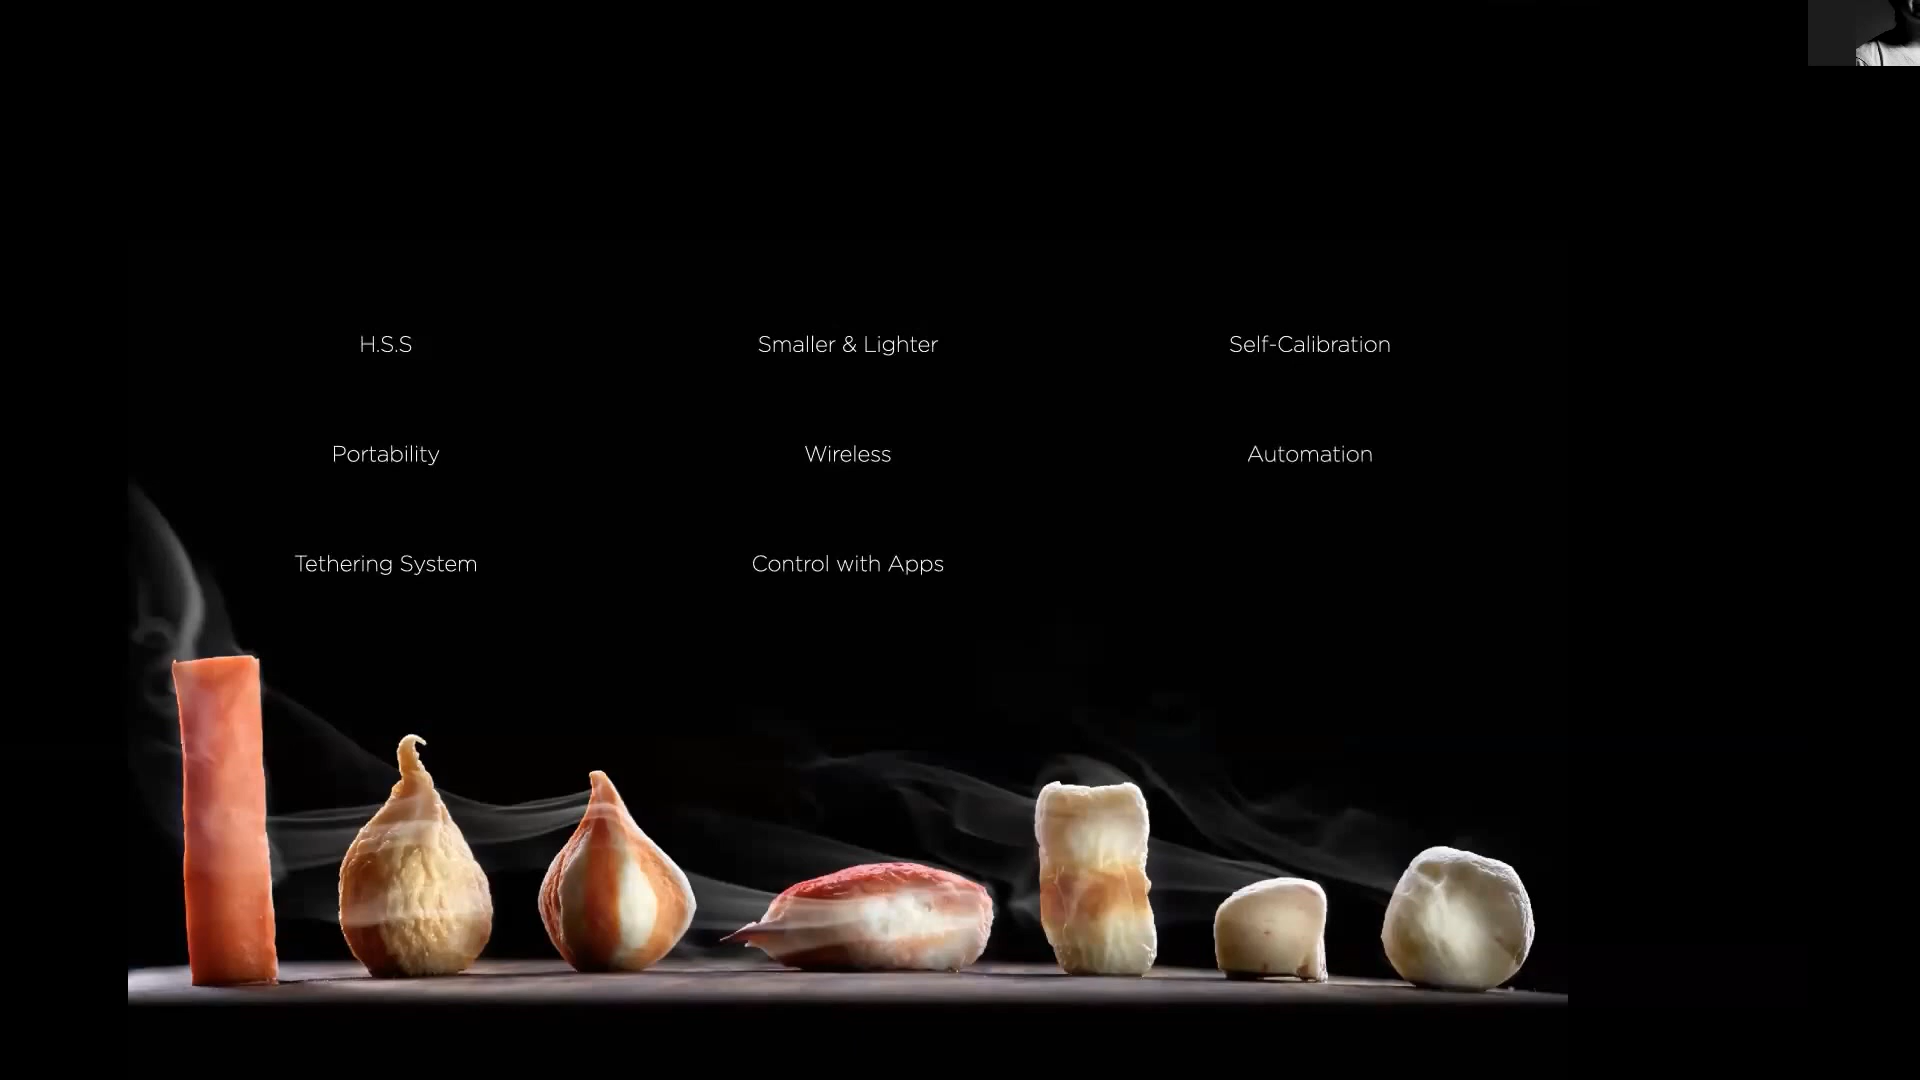 H.S.S
Smaller & Lighter
Self-Calibration
Portability
Wireless
Automation
Tethering System
Control with Apps